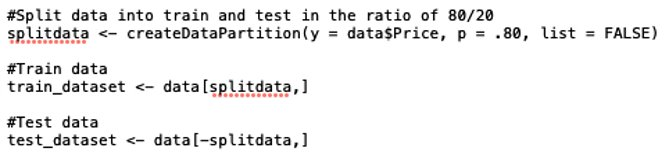 #Split data into train and test in the ratio of 80/20
splitdata <- createDataPartition(y = data$Price, p = .80, list = FALSE)
#Train data
train_dataset <- data[splitdata,]
#Test data
test_dataset <- data[-splitdata,]